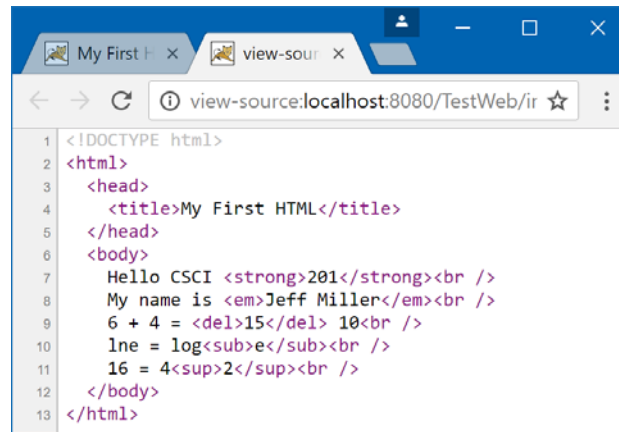 My First H
view-sour
view-source:localhost:8080/TestWeb/ir
1 <!DOCTYPE html>
2 <html>
3 <head>
4 <title>My First HTML</title>
5 </head>
6 <body>
7 Hello CSCI <strong>201</strong><br />
8 My name is <em>Jeff Miller</em><br />
9 6 + 4 = <del>15</del> 10<br />
10 lne = log<sub>e</sub><br />
11 16 = 4<sup>2</sup><br />
12 </body>
13 </html>